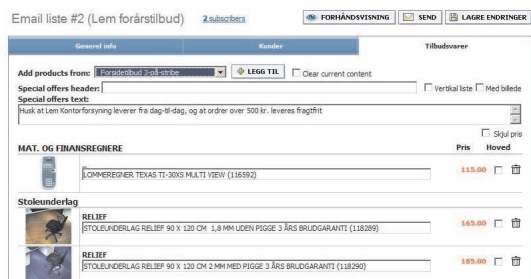 Email liste #2 (Lem forårstilbud) 2 subscribers FORHÅNDSVISNING SEND LAGRE ENDRINGER
Generel info Kunder Tilbudsvarer
Add products from: Forsidetilbud 3-på-stribe LEGG TIL Clear current content
Special offers header: Vertikal liste Med billede
Special offers text:
Husk at Lem Kontorforsyning leverer fra dag-til-dag, og at ordrer over 500 kr. leveres fragtfrit
Skjul pris
MAT. OG FINANSREGNERE Pris Hoved
LOMMEREGNER TEXAS TI-30XS MULTI VIEW (116592) 115.00
Stoleunderlag
RELIEF
STOLEUNDERLAG RELIEF 90 X 120 CM 1,8 MM UDEN PIGGE 3 ÅRS BRUDGARANTI (118289) 165.00
RELIEF
STOLEUNDERLAG RELIEF 90 X 120 CM 2 MM MED PIGGE 3 ÅRS BRUDGARANTI (118290) 185.00